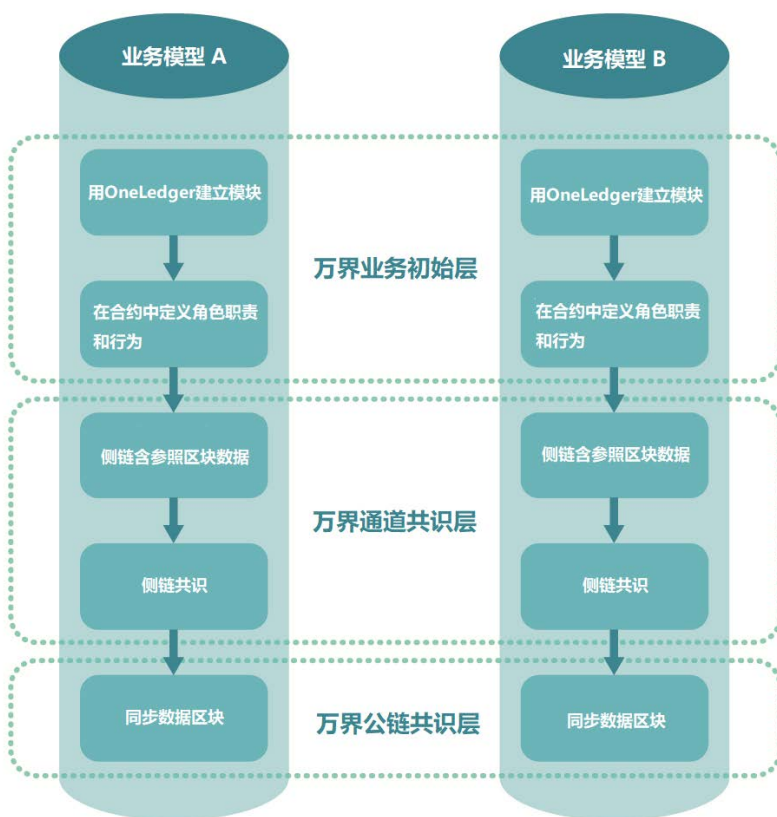 业务模型 A
业务模型 B
用OneLedger建立模块
用OneLedger建立模块
万界业务初始层
在合约中定义角色职责
和行为
在合约中定义角色职责
和行为
侧链含参照区块数据
侧链含参照区块数据
万界通道共识层
侧链共识
侧链共识
同步数据区块
万界公链共识层
同步数据区块